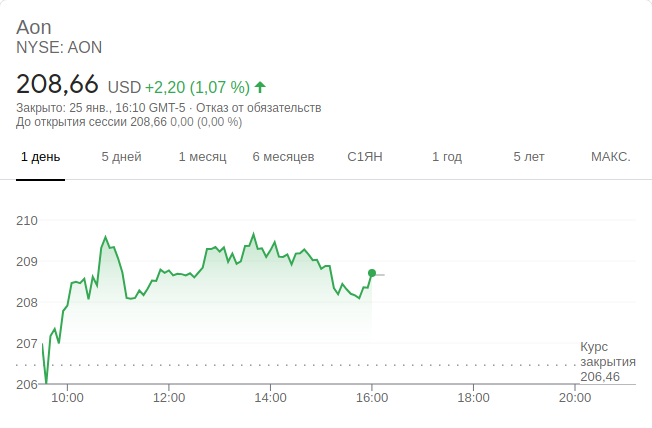 Aon
NYSE: AON
208,66 USD +2,20 (1,07 %)
Закрыто: 25 янв., 16:10 GMT-5 · Отказ от обязательств
До открытия сессии 208,66 0,00 (0,00 %)
1 день 5 дней 1 месяц 6 месяцев С1ЯН 1 год 5 лет МАКС.
210
209
208
207
206
Курс
закрытия
206,46
10:00 12:00 14:00 16:00 18:00 20:00